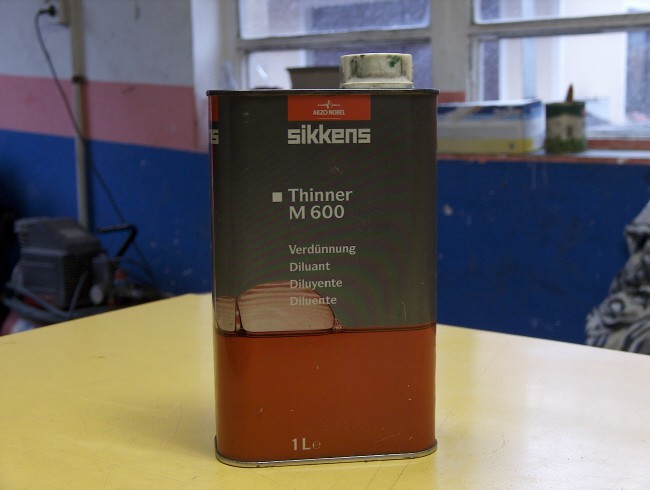 AKZO NOBEL
sikkens
Thinner
M 600
Verdünnung
Diluant
Diluyente
Diluente
1 L ℮